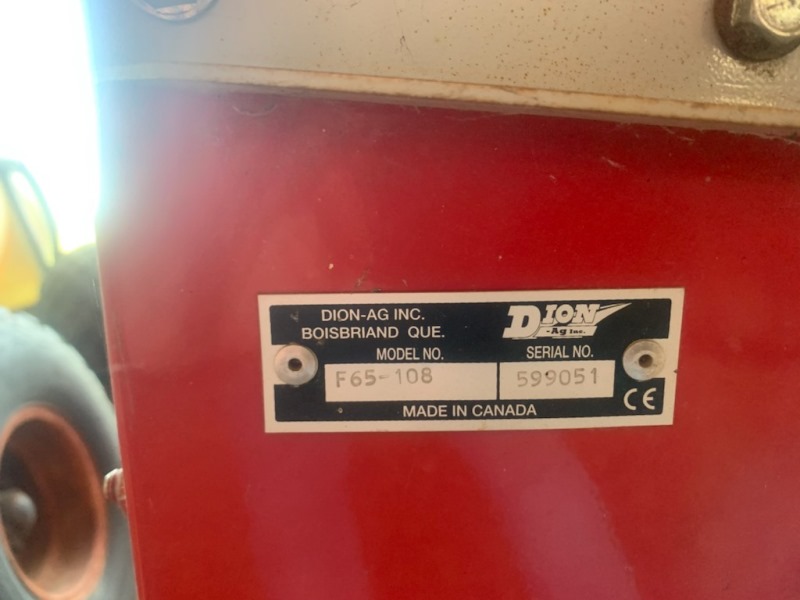 DION-AG INC.
BOISBRIAND QUE.
DION
-Ag Inc.
MODEL NO.
SERIAL NO.
F65-108
599051
MADE IN CANADA
CE